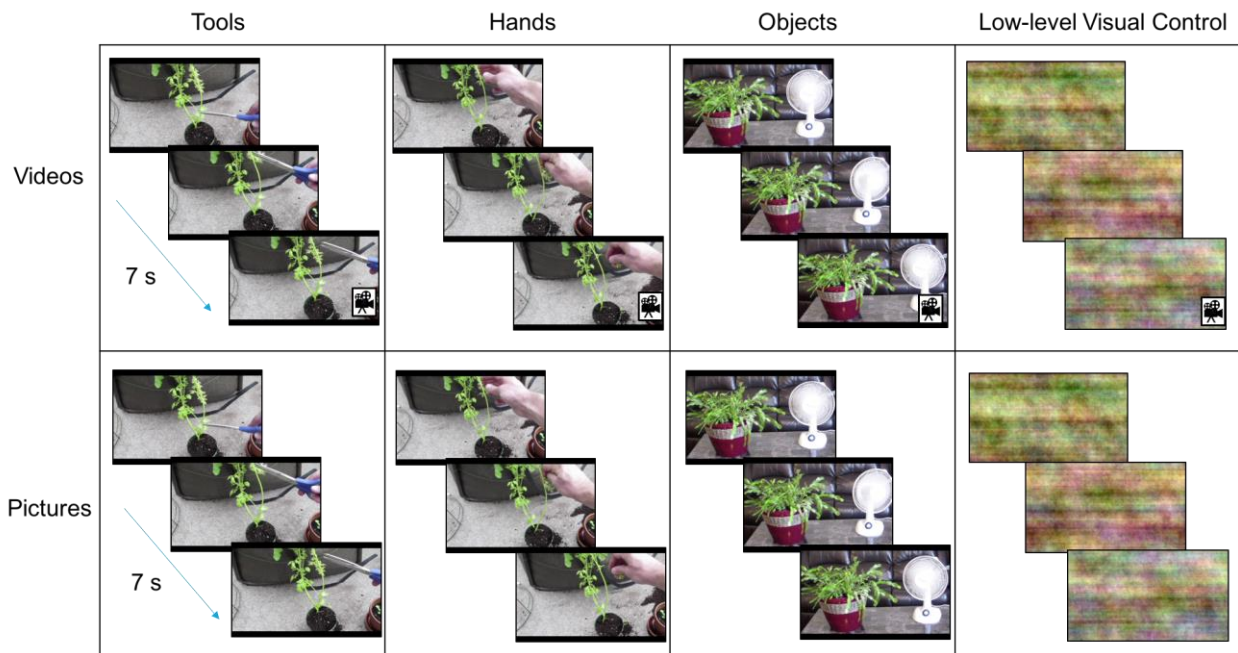 Tools Hands Objects Low-level Visual Control
Videos
7 s
Pictures
7 s